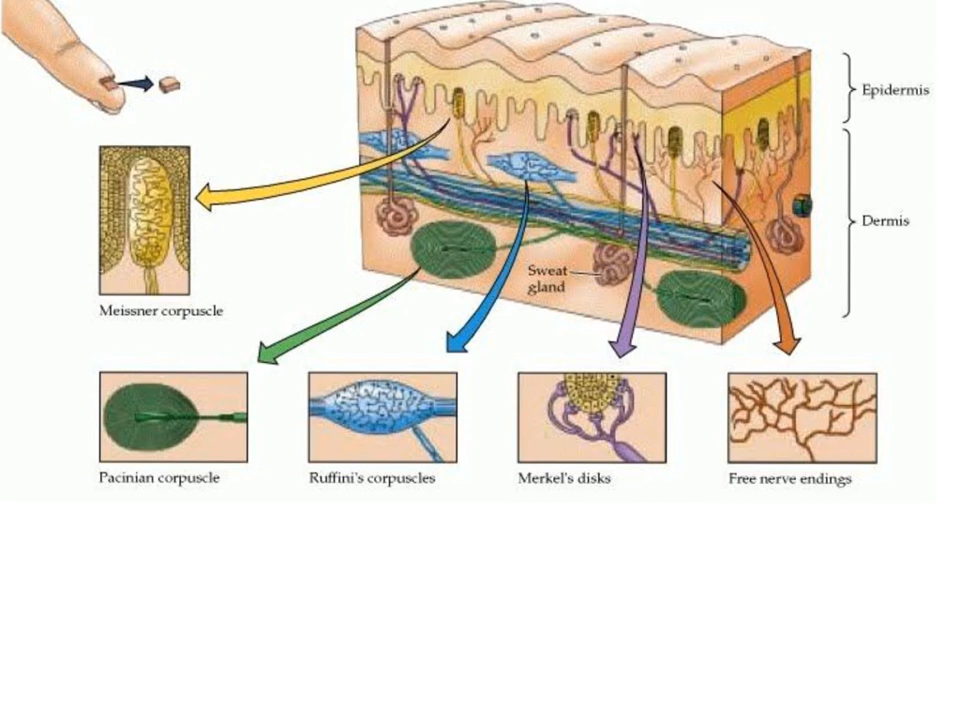 Epidermis
Dermis
Sweat
gland
Meissner corpuscle
Pacinian corpuscle
Ruffini's corpuscles
Merkel's disks
Free nerve endings